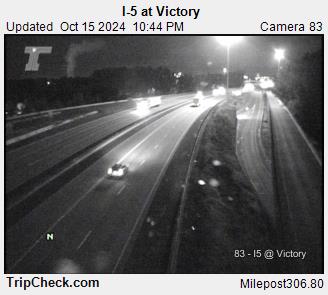 I-5 at Victory
Updated Oct 15 2024 10:44 PM Camera 83
T
N
83 - I5 @ Victory
TripCheck.com Milepost306.80